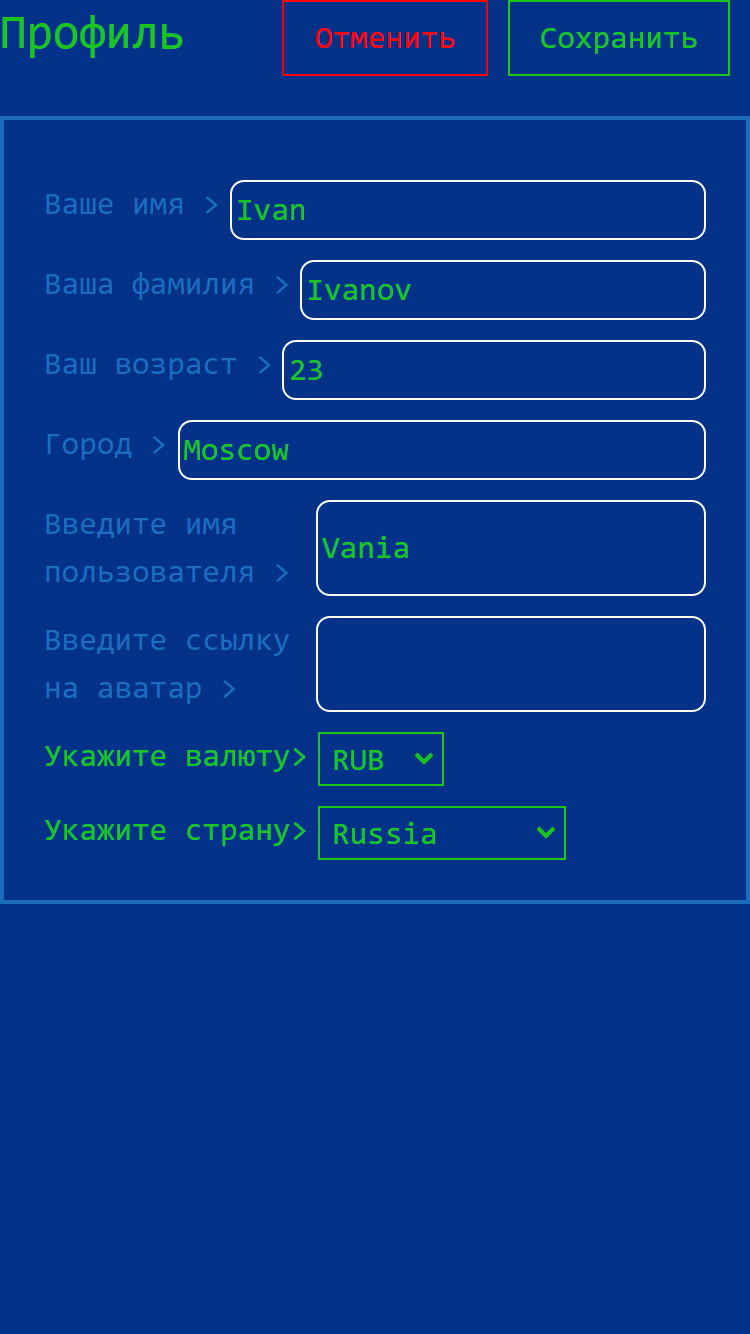 Профиль
Отменить
Сохранить
Ваше имя >
Ivan
Ваша фамилия >
Ivanov
Ваш возраст >
23
Город >
Moscow
Введите имя
пользователя >
Vania
Введите ссылку
на аватар >
Укажите валюту>
RUB
Укажите страну>
Russia